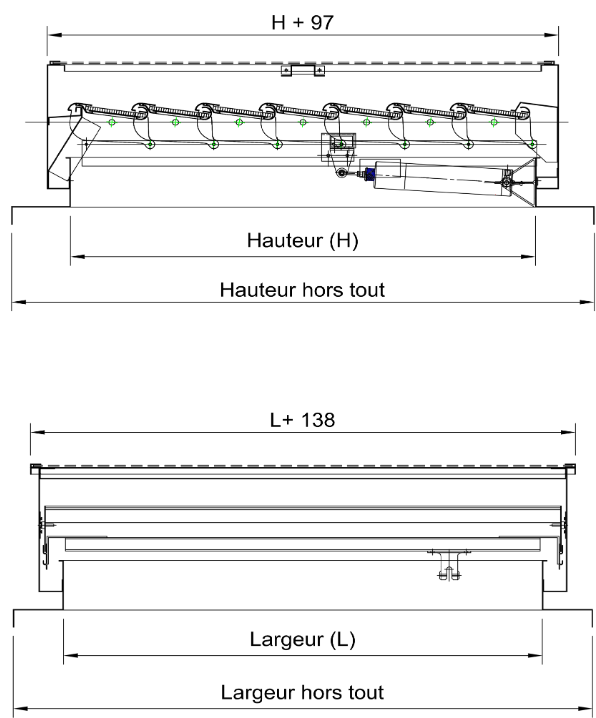 H + 97
Hauteur (H)
Hauteur hors tout
L+ 138
Largeur (L)
Largeur hors tout